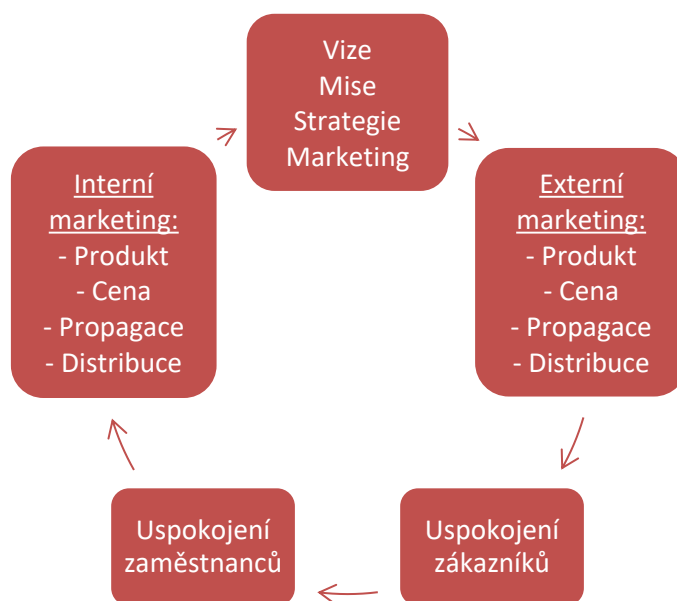 Vize
Mise
Strategie
Marketing
Interní
marketing:
- Produkt
- Cena
- Propagace
- Distribuce
Externí
marketing:
- Produkt
- Cena
- Propagace
- Distribuce
Uspokojení
zaměstnanců
Uspokojení
zákazníků